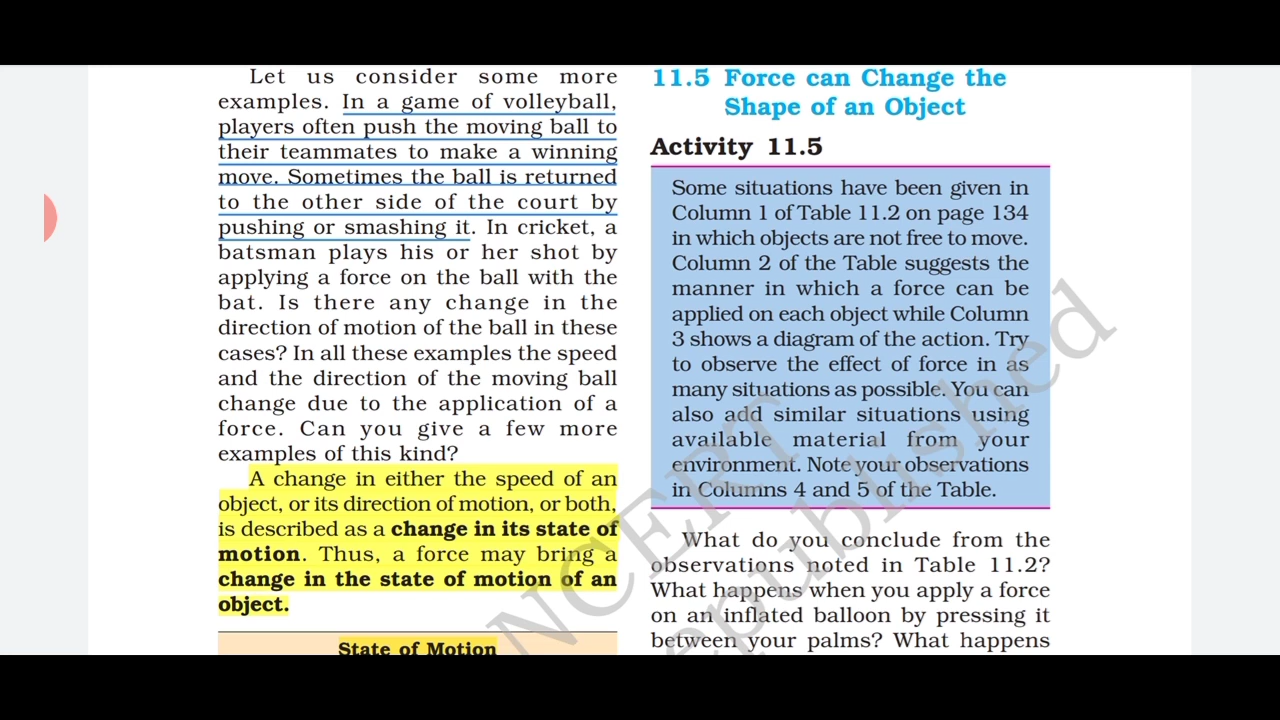 Let us consider some more
examples. In a game of volleyball,
players often push the moving ball to
their teammates to make a winning
move. Sometimes the ball is returned
to the other side of the court by
pushing or smashing it. In cricket, a
batsman plays his or her shot by
applying a force on the ball with the
bat. Is there any change in the
direction of motion of the ball in these
cases? In all these examples the speed
and the direction of the moving ball
change due to the application of a
force. Can you give a few more
examples of this kind?
A change in either the speed of an
object, or its direction of motion, or both,
is described as a change in its state of
motion. Thus, a force may bring a
change in the state of motion of an
object.
State of Motion
11.5 Force can Change the
Shape of an Object
Activity 11.5
Some situations have been given in
Column 1 of Table 11.2 on page 134
in which objects are not free to move.
Column 2 of the Table suggests the
manner in which a force can be
applied on each object while Column
3 shows a diagram of the action. Try
to observe the effect of force in as
many situations as possible. You can
also add similar situations using
available material from your
environment. Note your observations
in Columns 4 and 5 of the Table.
What do you conclude from the
observations noted in Table 11.2?
What happens when you apply a force
on an inflated balloon by pressing it
between your palms? What happens
NCERT
epublished